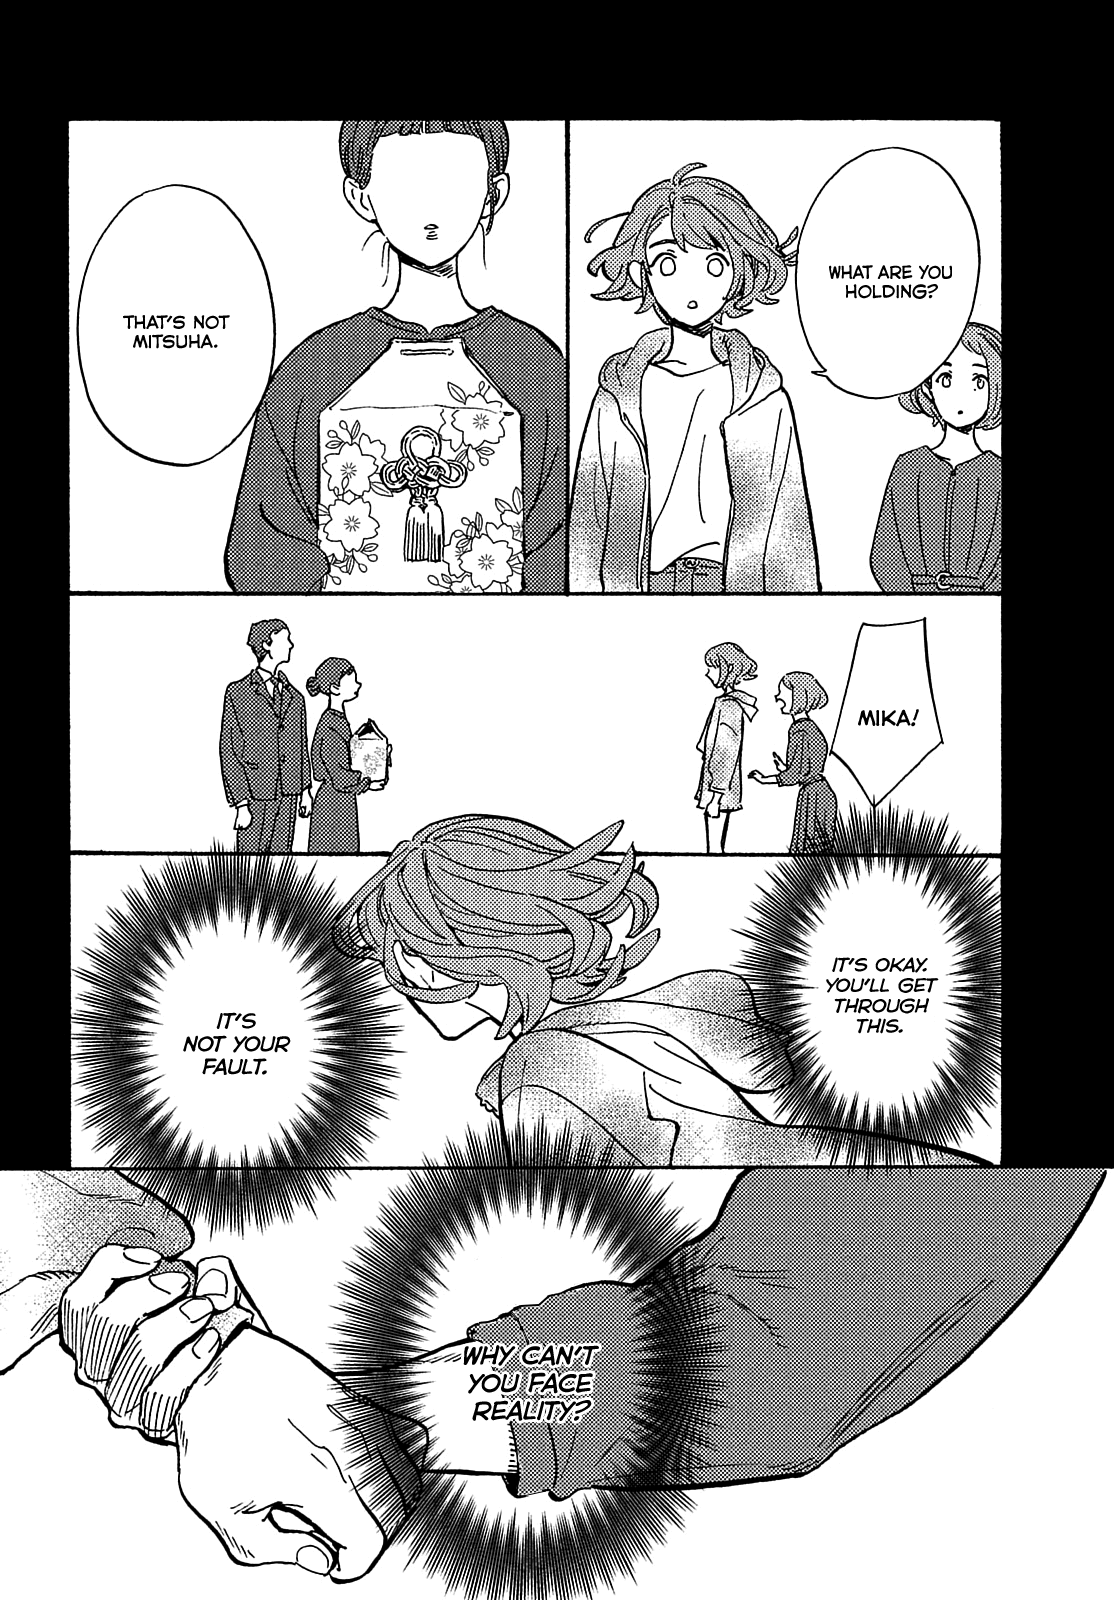 WHAT ARE YOU
HOLDING?
THAT'S NOT
MITSUHA.
MIKA!
IT'S OKAY.
YOU'LL GET
THROUGH
THIS.
IT'S
NOT YOUR
FAULT.
WHY CAN'T
YOU FACE
REALITY?